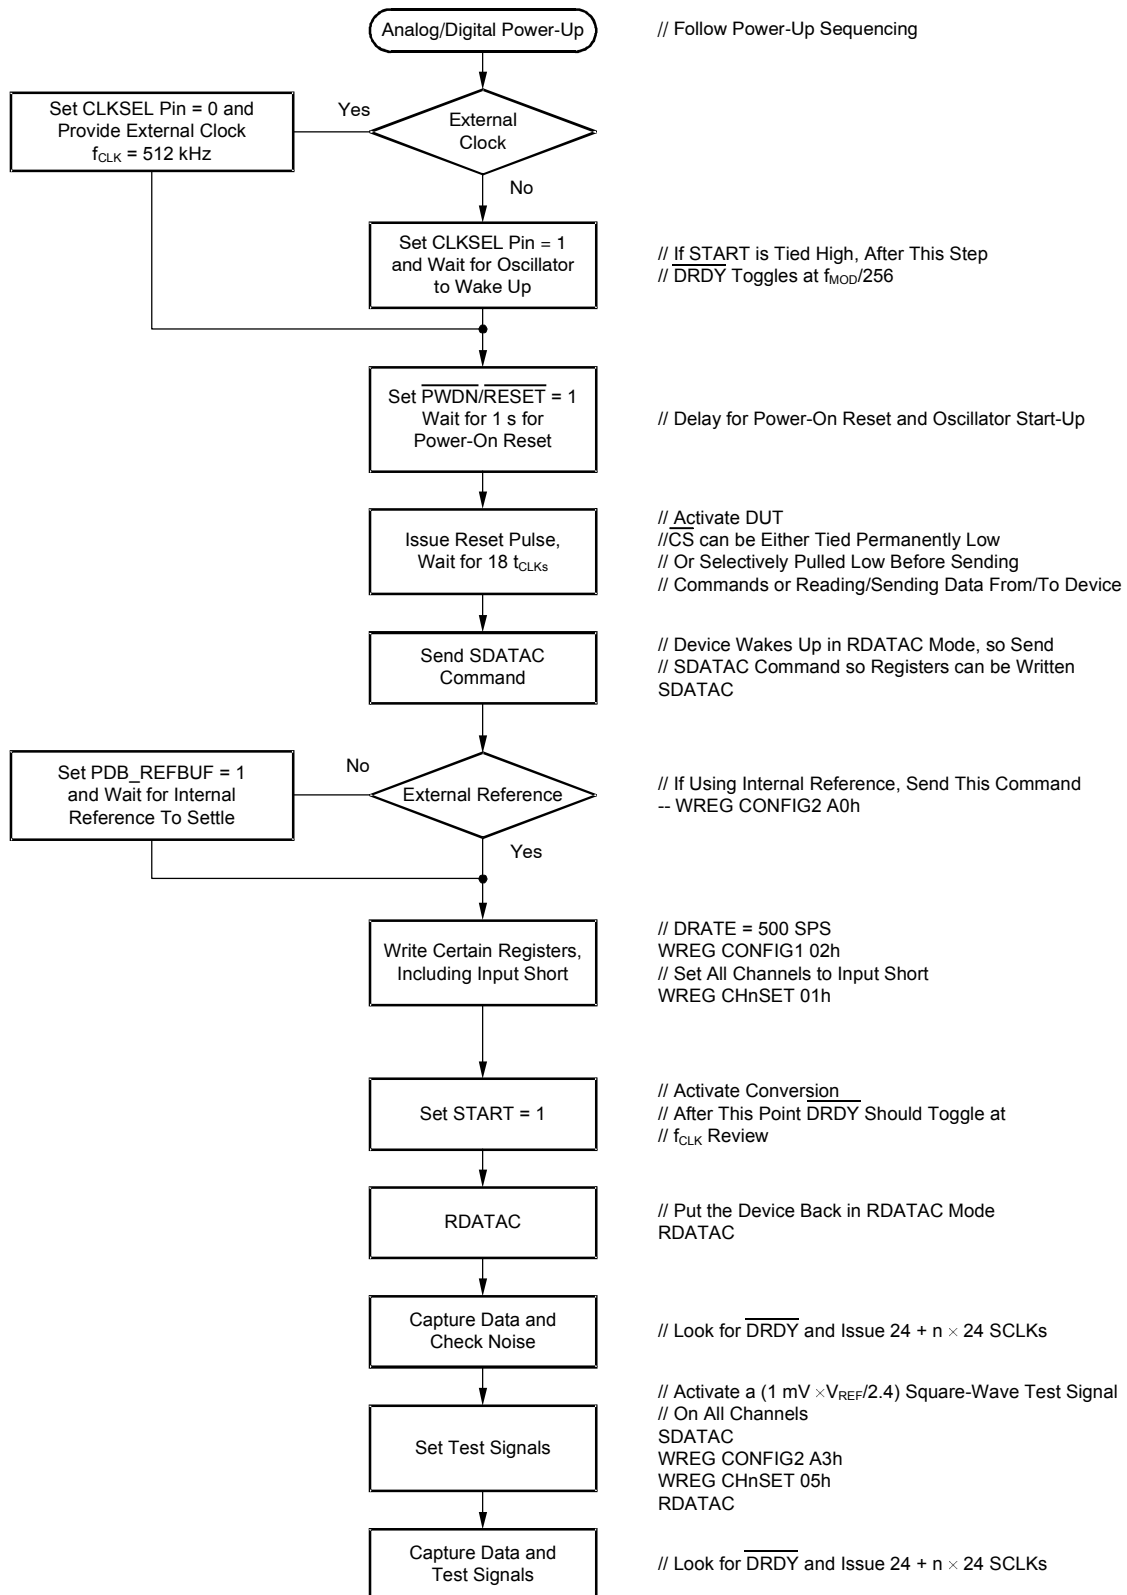 Analog/Digital Power-Up
// Follow Power-Up Sequencing
Set CLKSEL Pin = 0 and
Provide External Clock
fCLK = 512 kHz
Yes
External
Clock
No
Set CLKSEL Pin = 1
and Wait for Oscillator
to Wake Up
// If START is Tied High, After This Step
// DRDY Toggles at fMOD/256
Set PWDN/RESET = 1
Wait for 1 s for
Power-On Reset
// Delay for Power-On Reset and Oscillator Start-Up
Issue Reset Pulse,
Wait for 18 tCLKs
// Activate DUT
//CS can be Either Tied Permanently Low
// Or Selectively Pulled Low Before Sending
// Commands or Reading/Sending Data From/To Device
Send SDATAC
Command
// Device Wakes Up in RDATAC Mode, so Send
// SDATAC Command so Registers can be Written
SDATAC
Set PDB_REFBUF = 1
and Wait for Internal
Reference To Settle
No
External Reference
Yes
// If Using Internal Reference, Send This Command
-- WREG CONFIG2 A0h
Write Certain Registers,
Including Input Short
// DRATE = 500 SPS
WREG CONFIG1 02h
// Set All Channels to Input Short
WREG CHnSET 01h
Set START = 1
// Activate Conversion
// After This Point DRDY Should Toggle at
// fCLK Review
RDATAC
// Put the Device Back in RDATAC Mode
RDATAC
Capture Data and
Check Noise
// Look for DRDY and Issue 24 + n × 24 SCLKs
Set Test Signals
// Activate a (1 mV ×VREF/2.4) Square-Wave Test Signal
// On All Channels
SDATAC
WREG CONFIG2 A3h
WREG CHnSET 05h
RDATAC
Capture Data and
Test Signals
// Look for DRDY and Issue 24 + n × 24 SCLKs